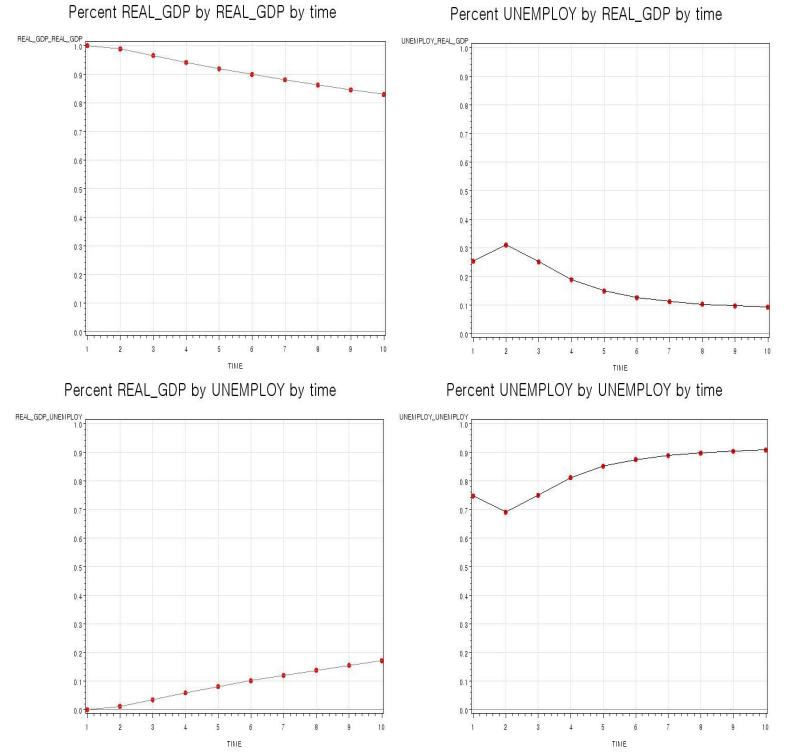 Percent REAL_GDP by REAL_GDP by time
REAL_GDP_REAL_GDP
1.0
0.9
0.8
0.7
0.6
0.5
0.4
0.3
0.2
0.1
0.0
1 2 3 4 5 6 7 8 9 10
TIME
Percent UNEMPLOY by REAL_GDP by time
UNEMPLOY_REAL_GDP
1.0
0.9
0.8
0.7
0.6
0.5
0.4
0.3
0.2
0.1
0.0
1 2 3 4 5 6 7 8 9 10
TIME
Percent REAL_GDP by UNEMPLOY by time
REAL_GDP_UNEMPLOY
1.0
0.9
0.8
0.7
0.6
0.5
0.4
0.3
0.2
0.1
0.0
1 2 3 4 5 6 7 8 9 10
TIME
Percent UNEMPLOY by UNEMPLOY by time
UNEMPLOY_UNEMPLOY
1.0
0.9
0.8
0.7
0.6
0.5
0.4
0.3
0.2
0.1
0.0
1 2 3 4 5 6 7 8 9 10
TIME